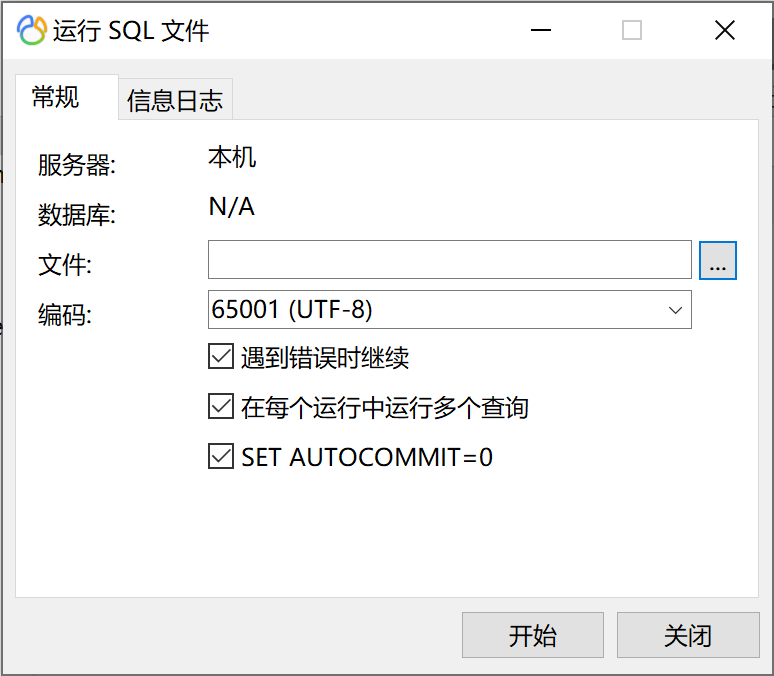 运行 SQL 文件
常规
信息日志
服务器: 本机
数据库: N/A
文件:
...
编码: 65001 (UTF-8)
遇到错误时继续
在每个运行中运行多个查询
SET AUTOCOMMIT=0
开始
关闭